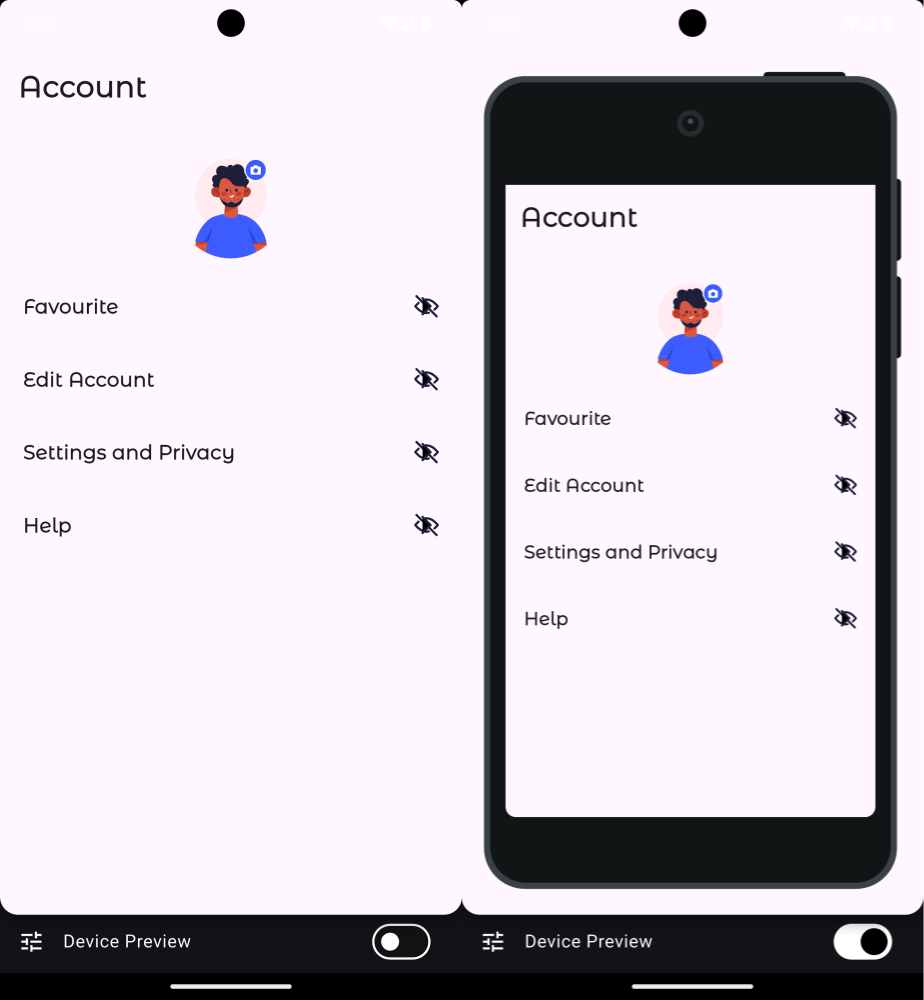 Account
Favourite
Edit Account
Settings and Privacy
Help
Device Preview
Account
Favourite
Edit Account
Settings and Privacy
Help
Device Preview